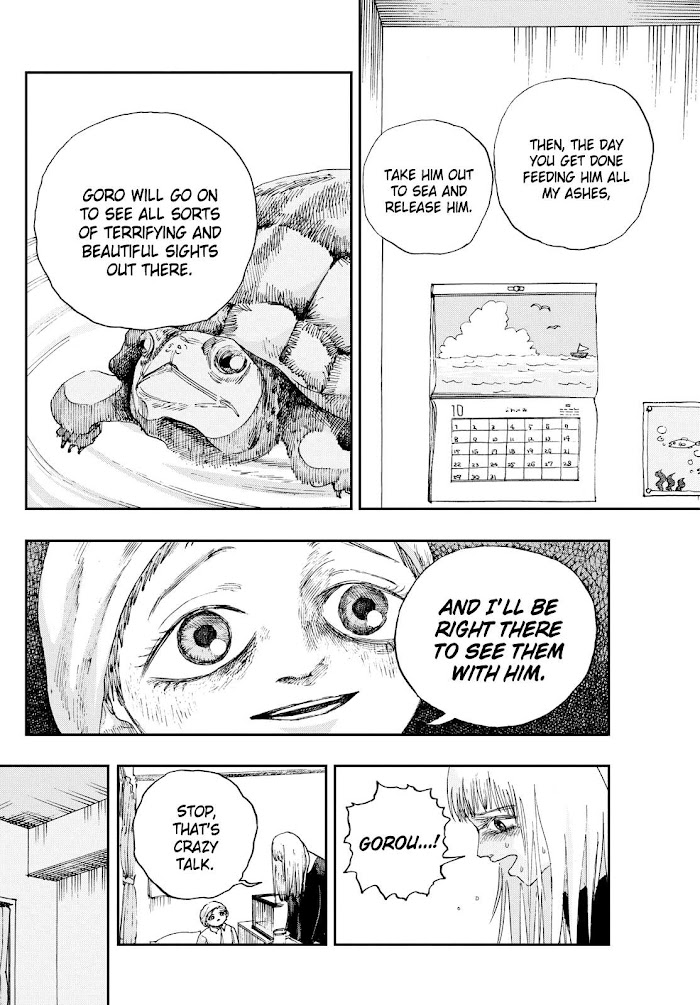 THEN, THE DAY
YOU GET DONE
FEEDING HIM ALL
MY ASHES,
TAKE HIM OUT
TO SEA AND
RELEASE HIM.
10
1 2 3 4 5 6 7
8 9 10 11 12 13 14
15 16 17 18 19 20 21
22 23 24 25 26 27 28
29 30 31
GORO WILL GO ON
TO SEE ALL SORTS
OF TERRIFYING AND
BEAUTIFUL SIGHTS
OUT THERE.
AND I'LL BE
RIGHT THERE
TO SEE THEM
WITH HIM.
GOROU...!
STOP,
THAT'S
CRAZY
TALK.